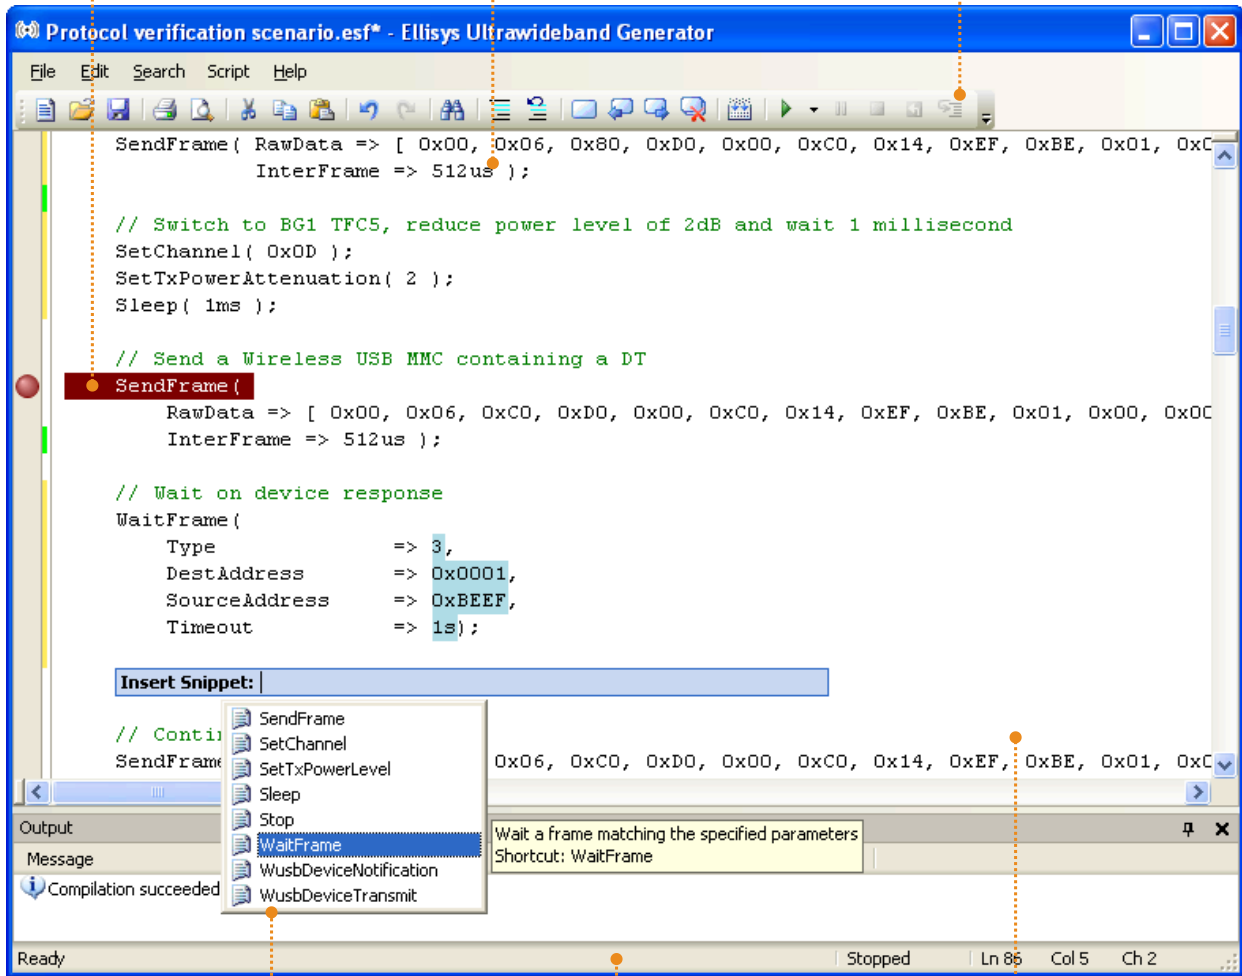 Protocol verification scenario.esf* - Ellisys Ultrawideband Generator
File Edit Search Script Help
SendFrame( RawData => [ 0x00, 0x06, 0x80, 0xD0, 0x00, 0xC0, 0x14, 0xEF, 0xBE, 0x01, 0xC
InterFrame => 512us );
// Switch to BG1 TFC5, reduce power level of 2dB and wait 1 millisecond
SetChannel( 0x0D );
SetTxPowerAttenuation( 2 );
Sleep( 1ms );
// Send a Wireless USB MMC containing a DT
SendFrame(
RawData => [ 0x00, 0x06, 0xC0, 0xD0, 0x00, 0xC0, 0x14, 0xEF, 0xBE, 0x01, 0x00, 0x00
InterFrame => 512us );
// Wait on device response
WaitFrame(
Type => 3,
DestAddress => 0x0001,
SourceAddress => 0xBEEF,
Timeout => 1s);
Insert Snippet:
// Contin
SendFrame 0x06, 0xC0, 0xD0, 0x00, 0xC0, 0x14, 0xEF, 0xBE, 0x01, 0xC
SendFrame
SetChannel
SetTxPowerLevel
Sleep
Stop
WaitFrame
WusbDeviceNotification
WusbDeviceTransmit
Wait a frame matching the specified parameters
Shortcut: WaitFrame
Output
Message
Compilation succeeded
Ready Stopped Ln 86 Col 5 Ch 2